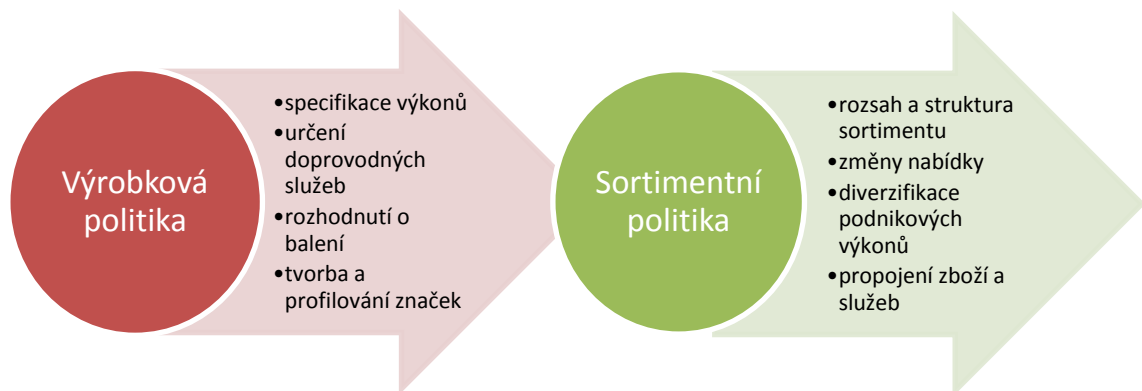 Výrobková
politika
•specifikace výkonů
•určení
doprovodných
služeb
•rozhodnutí o
balení
•tvorba a
profilování značek
Sortimentní
politika
•rozsah a struktura
sortimentu
•změny nabídky
•diverzifikace
podnikových
výkonů
•propojení zboží a
služeb